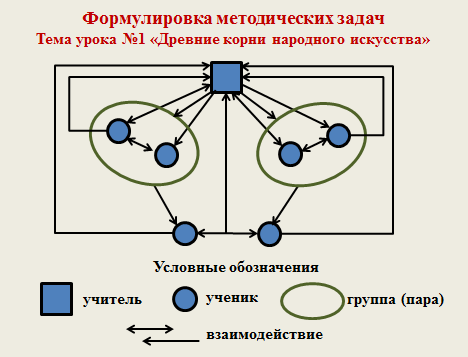 Формулировка методических задач
Тема урока №1 «Древние корни народного искусства»
Условные обозначения
учитель
ученик
группа (пара)
взаимодействие